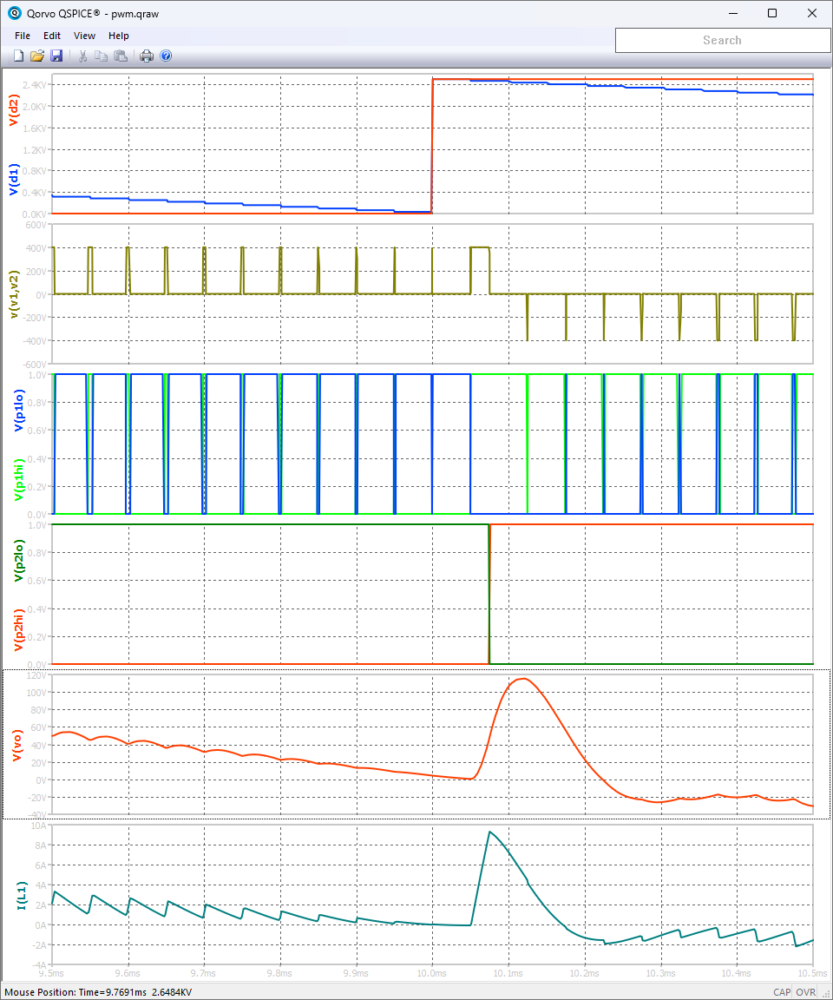 Qorvo QSPICE® - pwm.qraw
File Edit View Help
Search
V(d2)
V(d1)
2.4KV
2.0KV
1.6KV
1.2KV
0.8KV
0.4KV
0.0KV
v(v1,v2)
600V
400V
200V
0V
-200V
-400V
-600V
V(p1lo)
V(p1hi)
1.0V
0.8V
0.6V
0.4V
0.2V
0.0V
V(p2lo)
V(p2hi)
1.0V
0.8V
0.6V
0.4V
0.2V
0.0V
V(vo)
120V
100V
80V
60V
40V
20V
0V
-20V
-40V
I(L1)
10A
8A
6A
4A
2A
0A
-2A
-4A
9.5ms 9.6ms 9.7ms 9.8ms 9.9ms 10.0ms 10.1ms 10.2ms 10.3ms 10.4ms 10.5ms
Mouse Position: Time=9.7691ms 2.6484KV CAP OVR